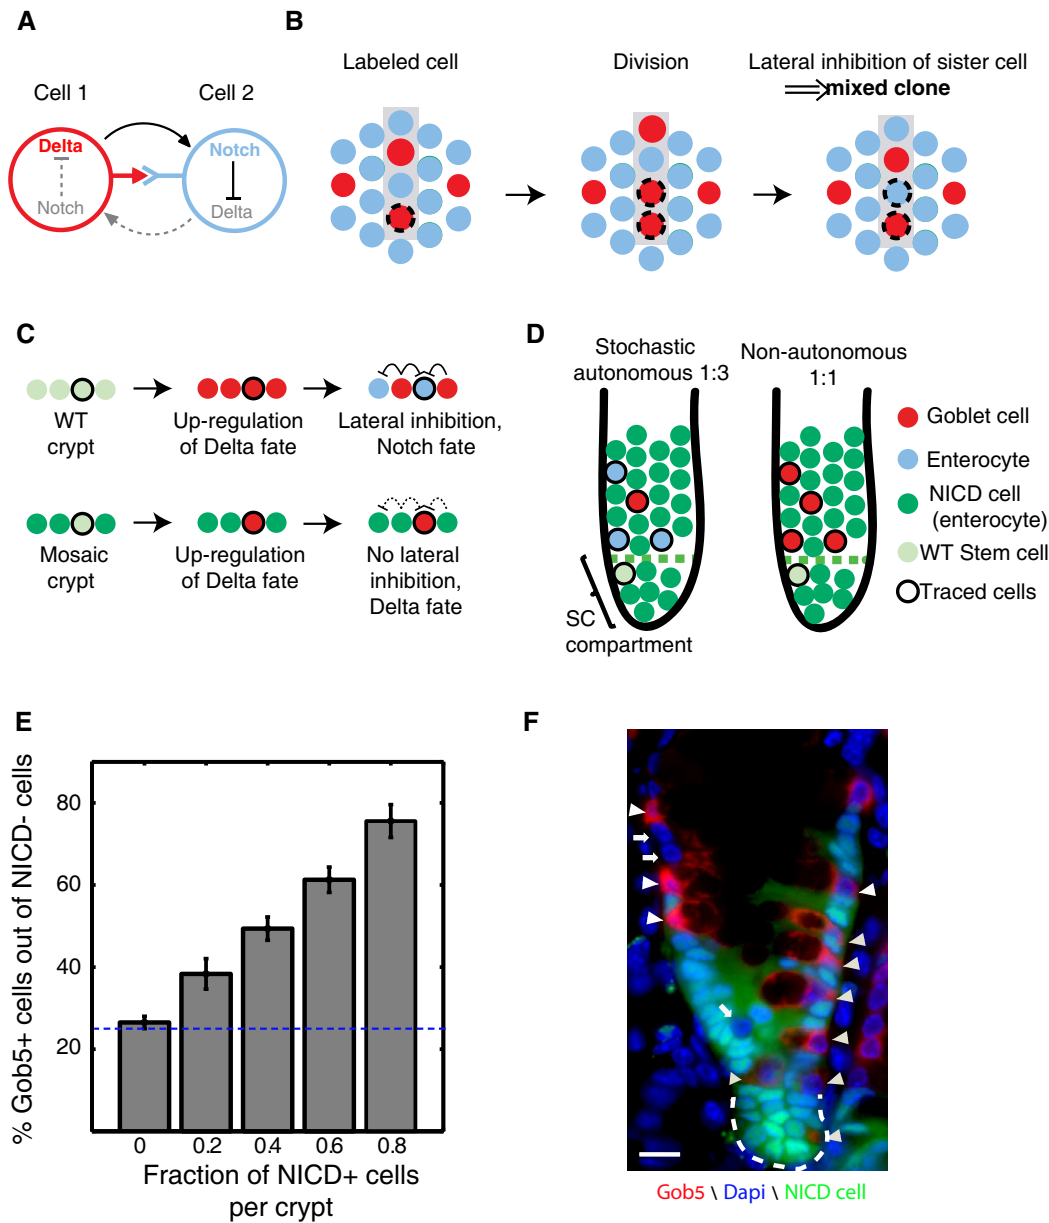 A
Cell 1
Cell 2
Delta
Notch
Notch
Delta
B
Labeled cell
Division
Lateral inhibition of sister cell
mixed clone
C
WT
crypt
Up-regulation
of Delta fate
Lateral inhibition,
Notch fate
Mosaic
crypt
Up-regulation
of Delta fate
No lateral
inhibition,
Delta fate
D
Stochastic
autonomous 1:3
Non-autonomous
1:1
SC
compartment
Goblet cell
Enterocyte
NICD cell
(enterocyte)
WT Stem cell
Traced cells
E
% Gob5+ cells out of NICD- cells
80
60
40
20
0
0.2
0.4
0.6
0.8
Fraction of NICD+ cells
per crypt
F
Gob5 \ Dapi \ NICD cell